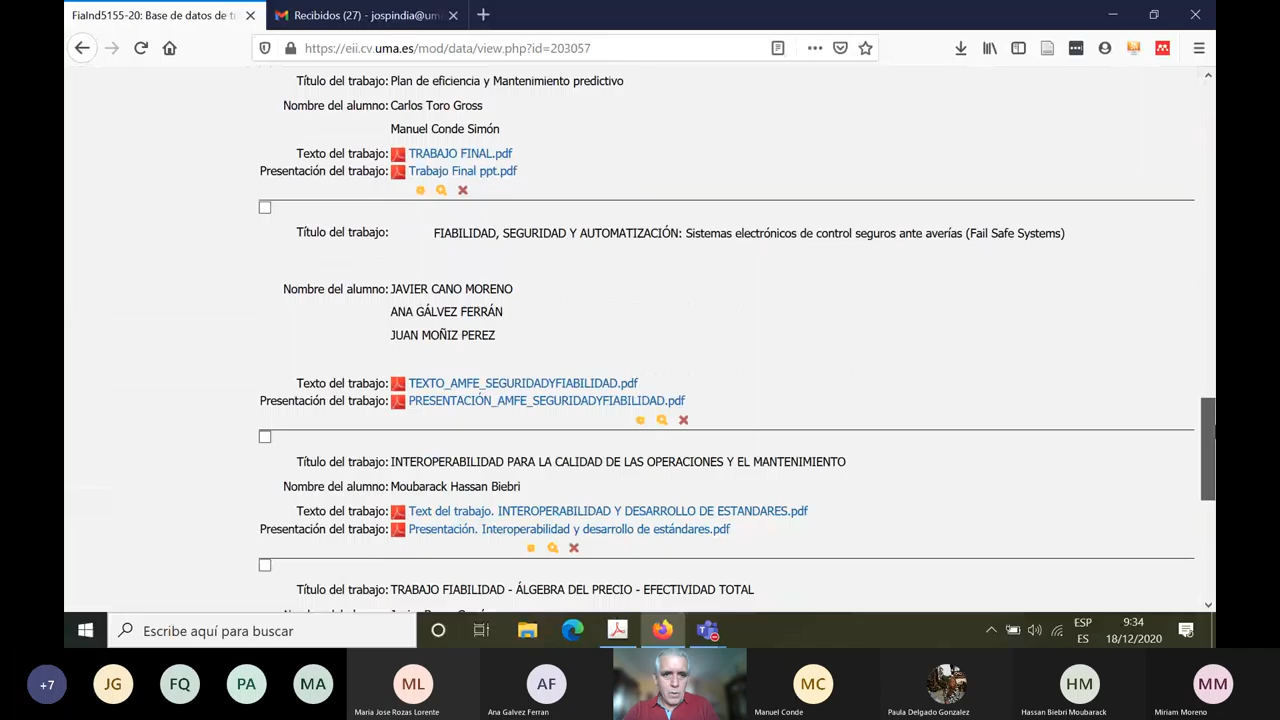 FiaInd5155-20: Base de datos de tr
Recibidos (27) - jospindia@um
https://eii.cv.uma.es/mod/data/view.php?id=203057
Título del trabajo: Plan de eficiencia y Mantenimiento predictivo
Nombre del alumno: Carlos Toro Gross
Manuel Conde Simón
Texto del trabajo: TRABAJO FINAL.pdf
Presentación del trabajo: Trabajo Final ppt.pdf
Título del trabajo: FIABILIDAD, SEGURIDAD Y AUTOMATIZACIÓN: Sistemas electrónicos de control seguros ante averías (Fail Safe Systems)
Nombre del alumno: JAVIER CANO MORENO
ANA GÁLVEZ FERRÁN
JUAN MOÑIZ PEREZ
Texto del trabajo: TEXTO_AMFE_SEGURIDADYFIABILIDAD.pdf
Presentación del trabajo: PRESENTACIÓN_AMFE_SEGURIDADYFIABILIDAD.pdf
Título del trabajo: INTEROPERABILIDAD PARA LA CALIDAD DE LAS OPERACIONES Y EL MANTENIMIENTO
Nombre del alumno: Moubarack Hassan Biebri
Texto del trabajo: Text del trabajo. INTEROPERABILIDAD Y DESARROLLO DE ESTANDARES.pdf
Presentación del trabajo: Presentación. Interoperabilidad y desarrollo de estándares.pdf
Título del trabajo: TRABAJO FIABILIDAD - ÁLGEBRA DEL PRECIO - EFECTIVIDAD TOTAL
Escribe aquí para buscar
ESP
ES
9:34
18/12/2020
+7
JG
FQ
PA
MA
ML
AF
MC
HM
MM
Maria Jose Rozas Lorente
Ana Galvez Ferran
Manuel Conde
Paula Delgado Gonzalez
Hassan Biebri Moubarack
Miriam Moreno